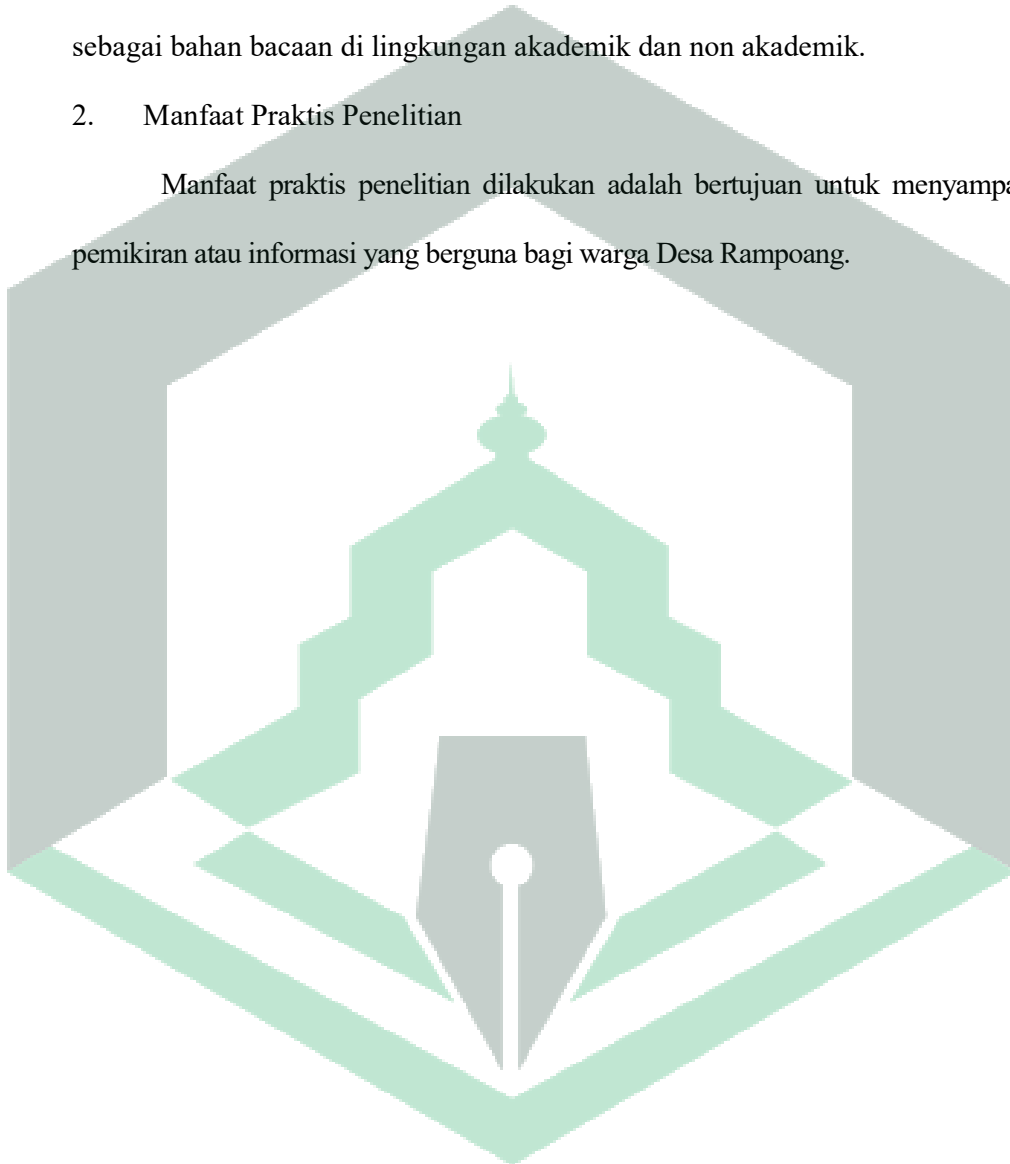 sebagai bahan bacaan di lingkungan akademik dan non akademik.
2. Manfaat Praktis Penelitian
Manfaat praktis penelitian dilakukan adalah bertujuan untuk menyampa
pemikiran atau informasi yang berguna bagi warga Desa Rampoang.